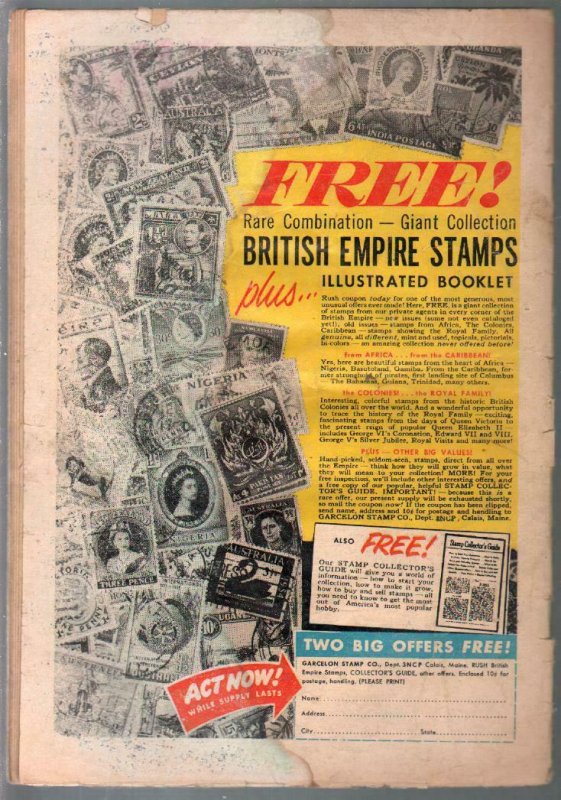 UGANDA
AUSTRALIA
6A INDIA POSTAGE
NEW ZEALAND
MALTA
NIGERIA
NIGERIA
THREE PENCE
AUSTRALIA
UGANDA
FREE!
Rare Combination — Giant Collection
BRITISH EMPIRE STAMPS
plus...
ILLUSTRATED BOOKLET
Rush coupon today for one of the most generous, most
unusual offers ever made! Here, FREE, is a giant collection
of stamps from our private agents in every corner of the
British Empire — new issues (some not even cataloged
yet!), old issues — stamps from Africa, The Colonies,
Caribbean — stamps showing the Royal Family. All
genuine, all different, mint and used, topicals, pictorials,
in colors — an amazing collection never offered before!
from AFRICA . . . from the CARIBBEAN!
Yes, here are beautiful stamps from the heart of Africa —
Nigeria, Basutoland, Gambia. From the Caribbean, for-
mer stronghold of pirates, first landing site of Columbus
— The Bahamas, Guiana, Trinidad, many others.
the COLONIES! . . . the ROYAL FAMILY!
Interesting, colorful stamps from the historic British
Colonies all over the World. And a wonderful opportunity
to trace the history of the Royal Family — exciting,
fascinating stamps from the days of Queen Victoria to
the present reign of popular Queen Elizabeth II —
includes George VI's Coronation, Edward VII and VIII,
George V's Silver Jubilee, Royal Visits and many more!
PLUS — OTHER BIG VALUES!
Hand-picked, seldom-seen, stamps, direct from all over
the Empire — think how they will grow in value, what
they will mean to your collection! MORE! For your
free inspection, we'll include other interesting offers, and
a free copy of our popular, helpful STAMP COLLEC-
TOR'S GUIDE. IMPORTANT! — because this is a
rare offer, our present supply will be exhausted shortly,
so mail this coupon now! If the coupon has been clipped,
send name, address and 10¢ for postage and handling to
GARCELON STAMP CO., Dept. 3NCP, Calais, Maine.
ALSO FREE!
Our STAMP COLLECTOR'S
GUIDE will give you a world of
information — how to start your
collection, how to make it grow,
how to buy and sell stamps — all
you need to know to get the most
out of America's most popular
hobby.
Stamp Collector's Guide
TWO BIG OFFERS FREE!
GARCELON STAMP CO., Dept. 3NCP Calais, Maine. RUSH British
Empire Stamps, COLLECTOR'S GUIDE, other offers. Enclosed 10¢ for
postage, handling. (PLEASE PRINT)
Name
Address
City State
ACT NOW!
WHILE SUPPLY LASTS